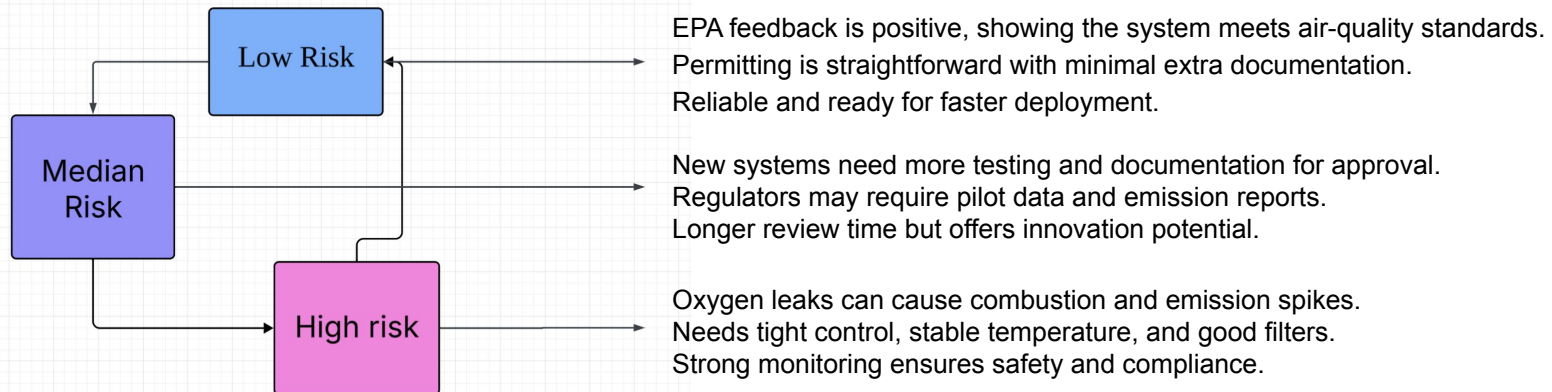 Low Risk
EPA feedback is positive, showing the system meets air-quality standards.
Permitting is straightforward with minimal extra documentation.
Reliable and ready for faster deployment.
Median
Risk
New systems need more testing and documentation for approval.
Regulators may require pilot data and emission reports.
Longer review time but offers innovation potential.
High risk
Oxygen leaks can cause combustion and emission spikes.
Needs tight control, stable temperature, and good filters.
Strong monitoring ensures safety and compliance.